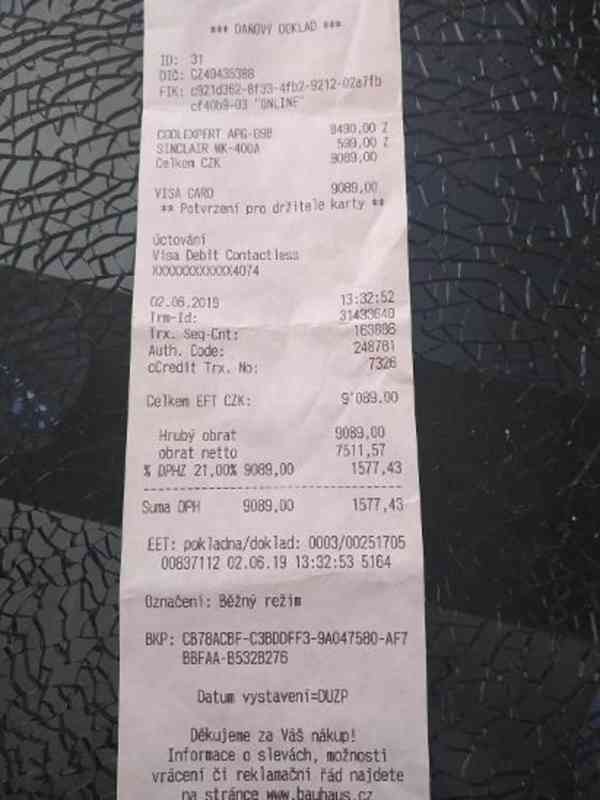 *** DAŇOVÝ DOKLAD ***
ID: 31
DIČ: CZ49435388
FIK: c921d362-8f33-4fb2-9212-02a7fb
cf40b9-03 "ONLINE"
COOLEXPERT APG-09B 8490,00 Z
SINCLAIR WK-400A 599,00 Z
Celkem CZK 9089,00
VISA CARD 9089,00
** Potvrzení pro držitele karty **
účtování
Visa Debit Contactless
XXXXXXXXXXXX4074
02.06.2019 13:32:52
Trm-Id: 31433640
Trx. Seq-Cnt: 163886
Auth. Code: 248781
cCredit Trx. No: 7326
Celkem EFT CZK: 9'089.00
Hrubý obrat 9089,00
obrat netto 7511,57
% DPHZ 21,00% 9089,00 1577,43
Suma DPH 9089,00 1577,43
EET: pokladna/doklad: 0003/00251705
00837112 02.06.19 13:32:53 5164
Označení: Běžný režim
BKP: CB78ACBF-C3BDDFF3-9A047580-AF7
BBFAA-B532B276
Datum vystavení=DUZP
Děkujeme za Váš nákup!
Informace o slevách, možnosti
vrácení či reklamační řád najdete
na stránce www.bauhaus.cz